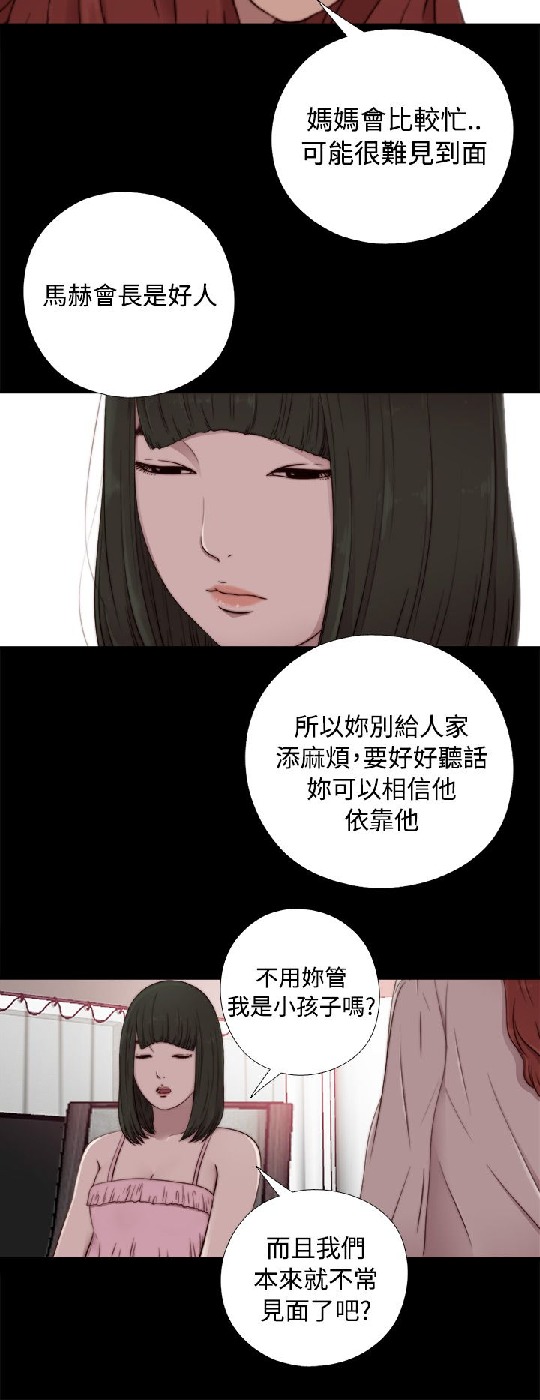 媽媽會比較忙..
可能很難見到面
馬赫會長是好人
所以妳別給人家
添麻煩，要好好聽話
妳可以相信他
依靠他
不用妳管
我是小孩子嗎?
而且我們
本來就不常
見面了吧?